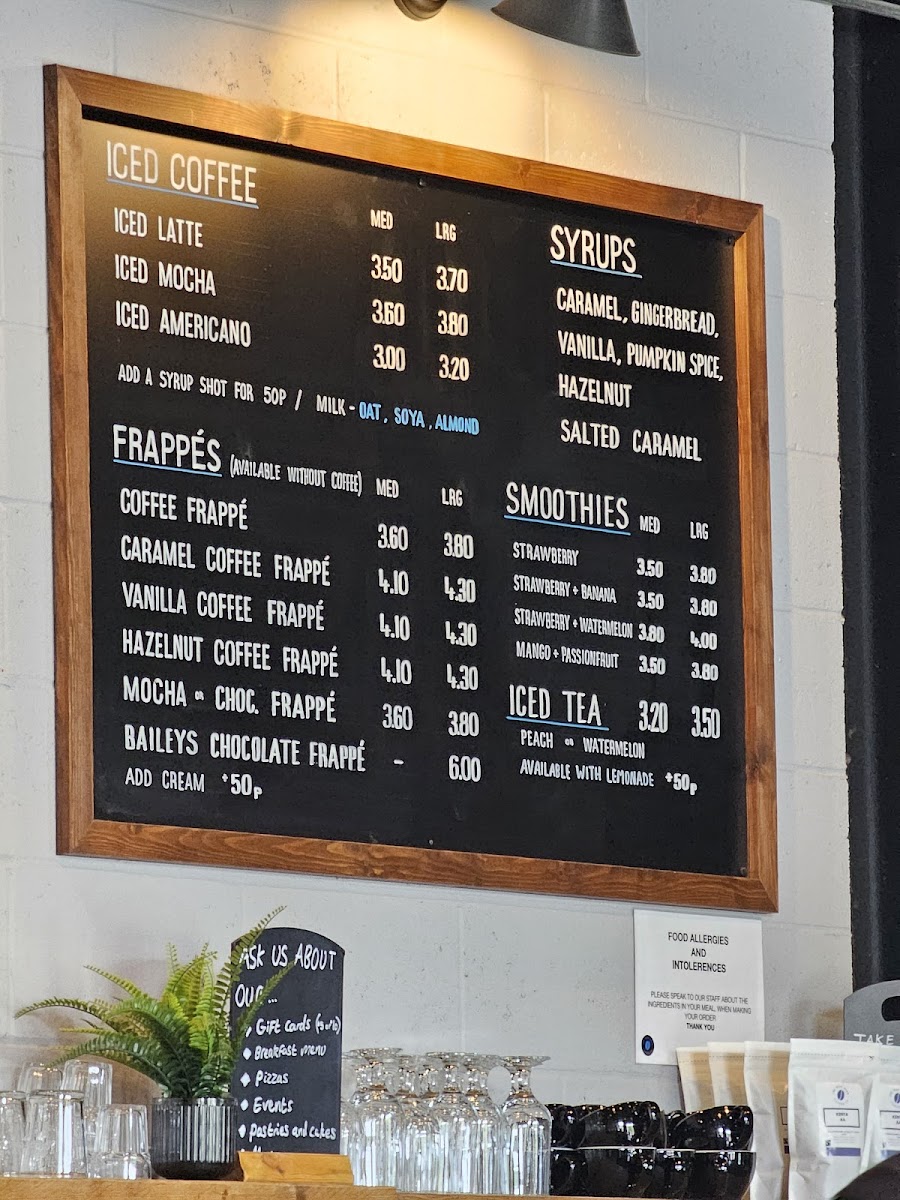 ICED COFFEE
MED LRG
ICED LATTE 3.50 3.70
ICED MOCHA 3.60 3.80
ICED AMERICANO 3.00 3.20
ADD A SYRUP SHOT FOR 50P / MILK - OAT, SOYA, ALMOND
FRAPPÉS (AVAILABLE WITHOUT COFFEE) MED LRG
COFFEE FRAPPÉ 3.60 3.80
CARAMEL COFFEE FRAPPÉ 4.10 4.30
VANILLA COFFEE FRAPPÉ 4.10 4.30
HAZELNUT COFFEE FRAPPÉ 4.10 4.30
MOCHA OR CHOC. FRAPPÉ 3.60 3.80
BAILEYS CHOCOLATE FRAPPÉ - 6.00
ADD CREAM +50p
SYRUPS
CARAMEL, GINGERBREAD,
VANILLA, PUMPKIN SPICE,
HAZELNUT
SALTED CARAMEL
SMOOTHIES MED LRG
STRAWBERRY 3.50 3.80
STRAWBERRY + BANANA 3.50 3.80
STRAWBERRY + WATERMELON 3.80 4.00
MANGO + PASSIONFRUIT 3.50 3.80
ICED TEA 3.20 3.50
PEACH OR WATERMELON
AVAILABLE WITH LEMONADE +50p
ASK US ABOUT
OUR...
Gift cards
Breakfast menu
Pizzas
Events
Pastries and cakes
FOOD ALLERGIES
AND
INTOLERENCES
PLEASE SPEAK TO OUR STAFF ABOUT THE
INGREDIENTS IN YOUR MEAL, WHEN MAKING
YOUR ORDER
THANK YOU
TAKE